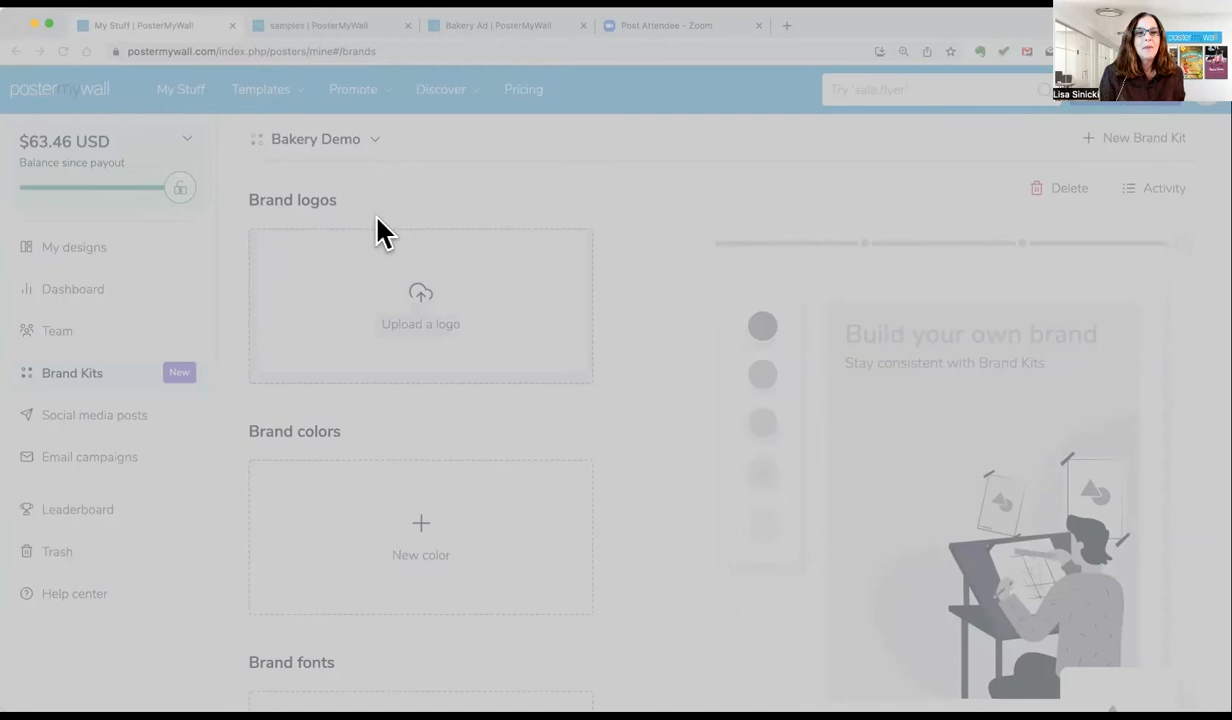 My Stuff | PosterMyWall
samples | PosterMyWall
Bakery Ad | PosterMyWall
Post Attendee - Zoom
postermywall.com/index.php/posters/mine#/brands
postermywall
My Stuff
Templates
Promote
Discover
Pricing
Try 'sale flyer!'
postermywall
Lisa Sinicki
$63.46 USD
Balance since payout
My designs
Dashboard
Team
Brand Kits
New
Social media posts
Email campaigns
Leaderboard
Trash
Help center
Bakery Demo
New Brand Kit
Delete
Activity
Brand logos
Upload a logo
Brand colors
New color
Brand fonts
Build your own brand
Stay consistent with Brand Kits